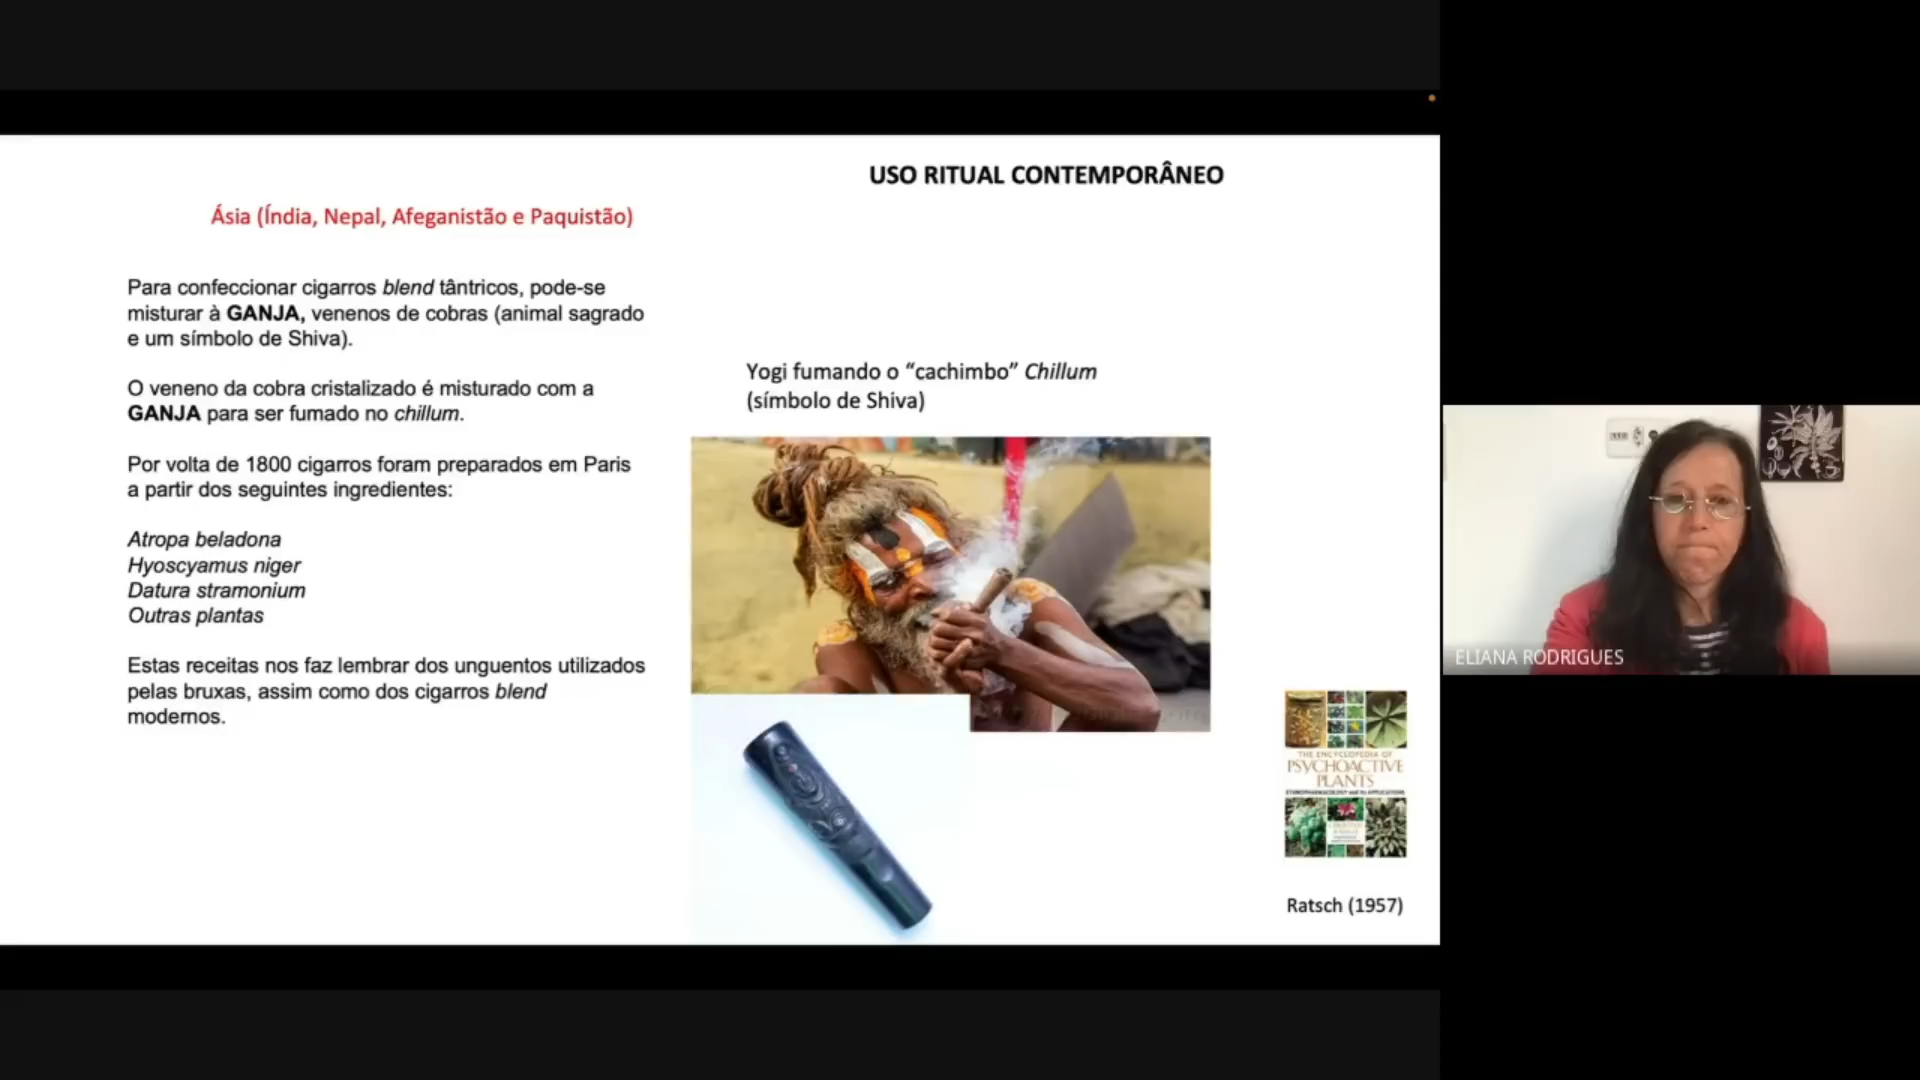 USO RITUAL CONTEMPORÂNEO
Ásia (Índia, Nepal, Afeganistão e Paquistão)
Para confeccionar cigarros blend tântricos, pode-se
misturar à GANJA, venenos de cobras (animal sagrado
e um símbolo de Shiva).
O veneno da cobra cristalizado é misturado com a
GANJA para ser fumado no chillum.
Por volta de 1800 cigarros foram preparados em Paris
a partir dos seguintes ingredientes:
Atropa beladona
Hyoscyamus niger
Datura stramonium
Outras plantas
Estas receitas nos faz lembrar dos unguentos utilizados
pelas bruxas, assim como dos cigarros blend
modernos.
Yogi fumando o “cachimbo” Chillum
(símbolo de Shiva)
THE ENCYCLOPEDIA OF
PSYCHOACTIVE
PLANTS
ETHNOPHARMACOLOGY AND ITS APPLICATIONS
Ratsch (1957)
ELIANA RODRIGUES